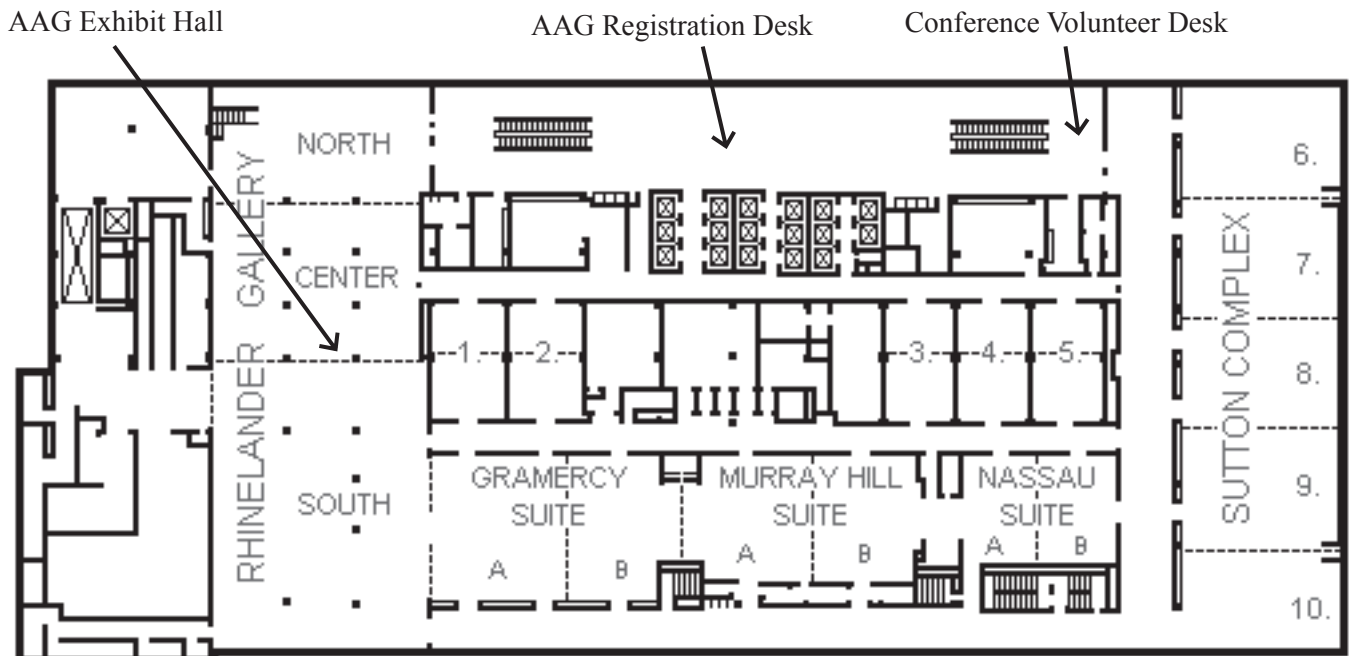 AAG Exhibit Hall
AAG Registration Desk
Conference Volunteer Desk
NORTH
CENTER
SOUTH
RHINELANDER GALLERY
1.
2.
3.
4.
5.
GRAMERCY
SUITE
A
B
MURRAY HILL
SUITE
A
B
NASSAU
SUITE
A
B
SUTTON COMPLEX
6.
7.
8.
9.
10.